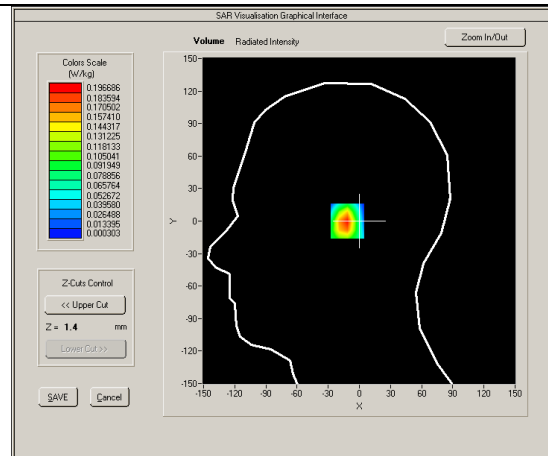 SAR Visualisation Graphical Interface
Volume Radiated Intensity
Zoom In/Out
Colors Scale
(W/kg)
0.196686
0.183594
0.170502
0.157410
0.144317
0.131225
0.118133
0.105041
0.091949
0.078856
0.065764
0.052672
0.039580
0.026488
0.013395
0.000303
Z-Cuts Control
<< Upper Cut
Z = 1.4 mm
Lower Cut >>
SAVE Cancel
150
120
90
60
30
0
-30
-60
-90
-120
-150
Y
-150 -120 -90 -60 -30 0 30 60 90 120 150
X